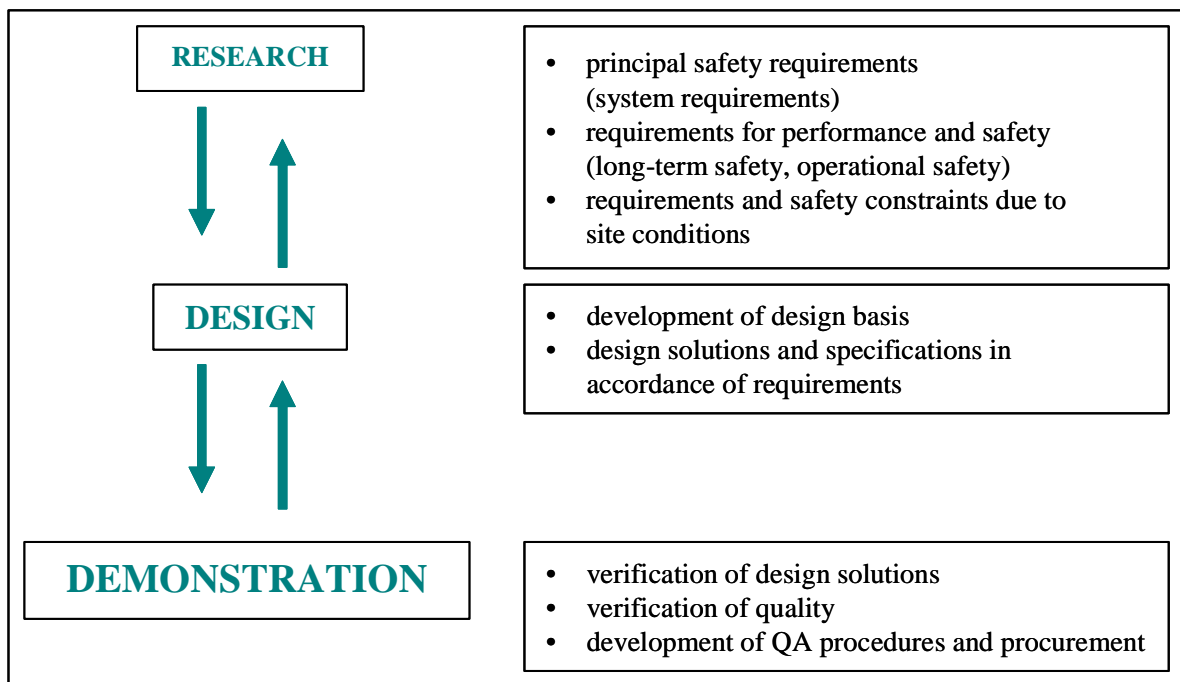 RESEARCH
• principal safety requirements
(system requirements)
• requirements for performance and safety
(long-term safety, operational safety)
• requirements and safety constraints due to
site conditions
DESIGN
• development of design basis
• design solutions and specifications in
accordance of requirements
DEMONSTRATION
• verification of design solutions
• verification of quality
• development of QA procedures and procurement